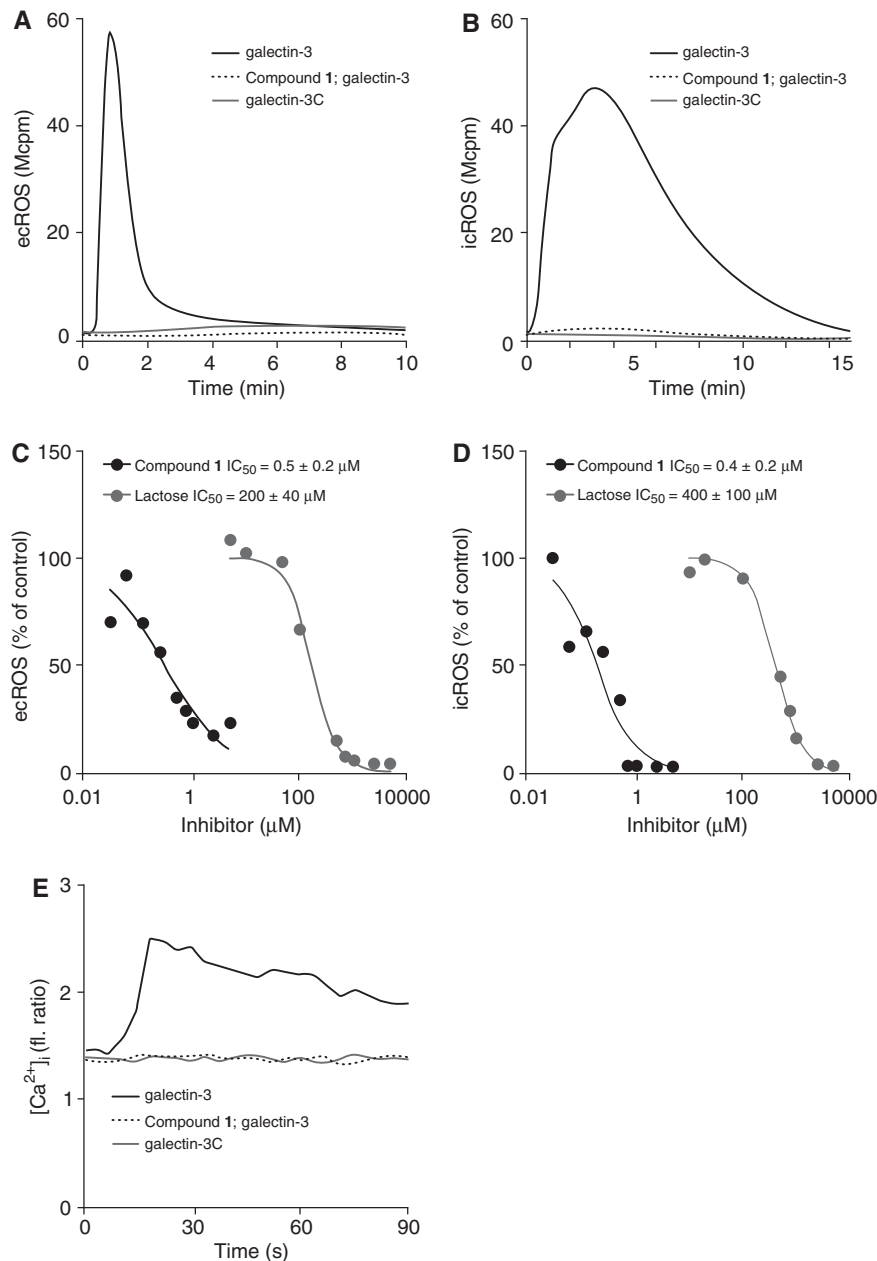 A
60
40
20
0
ecROS (Mcpm)
galectin-3
Compound 1; galectin-3
galectin-3C
0 2 4 6 8 10
Time (min)
B
60
40
20
0
icROS (Mcpm)
galectin-3
Compound 1; galectin-3
galectin-3C
0 5 10 15
Time (min)
C
150
100
50
0
ecROS (% of control)
Compound 1 IC50 = 0.5 ± 0.2 μM
Lactose IC50 = 200 ± 40 μM
0.01 1 100 10000
Inhibitor (μM)
D
150
100
50
0
icROS (% of control)
Compound 1 IC50 = 0.4 ± 0.2 μM
Lactose IC50 = 400 ± 100 μM
0.01 1 100 10000
Inhibitor (μM)
E
3
2
1
0
[Ca2+]i (fl. ratio)
galectin-3
Compound 1; galectin-3
galectin-3C
0 30 60 90
Time (s)